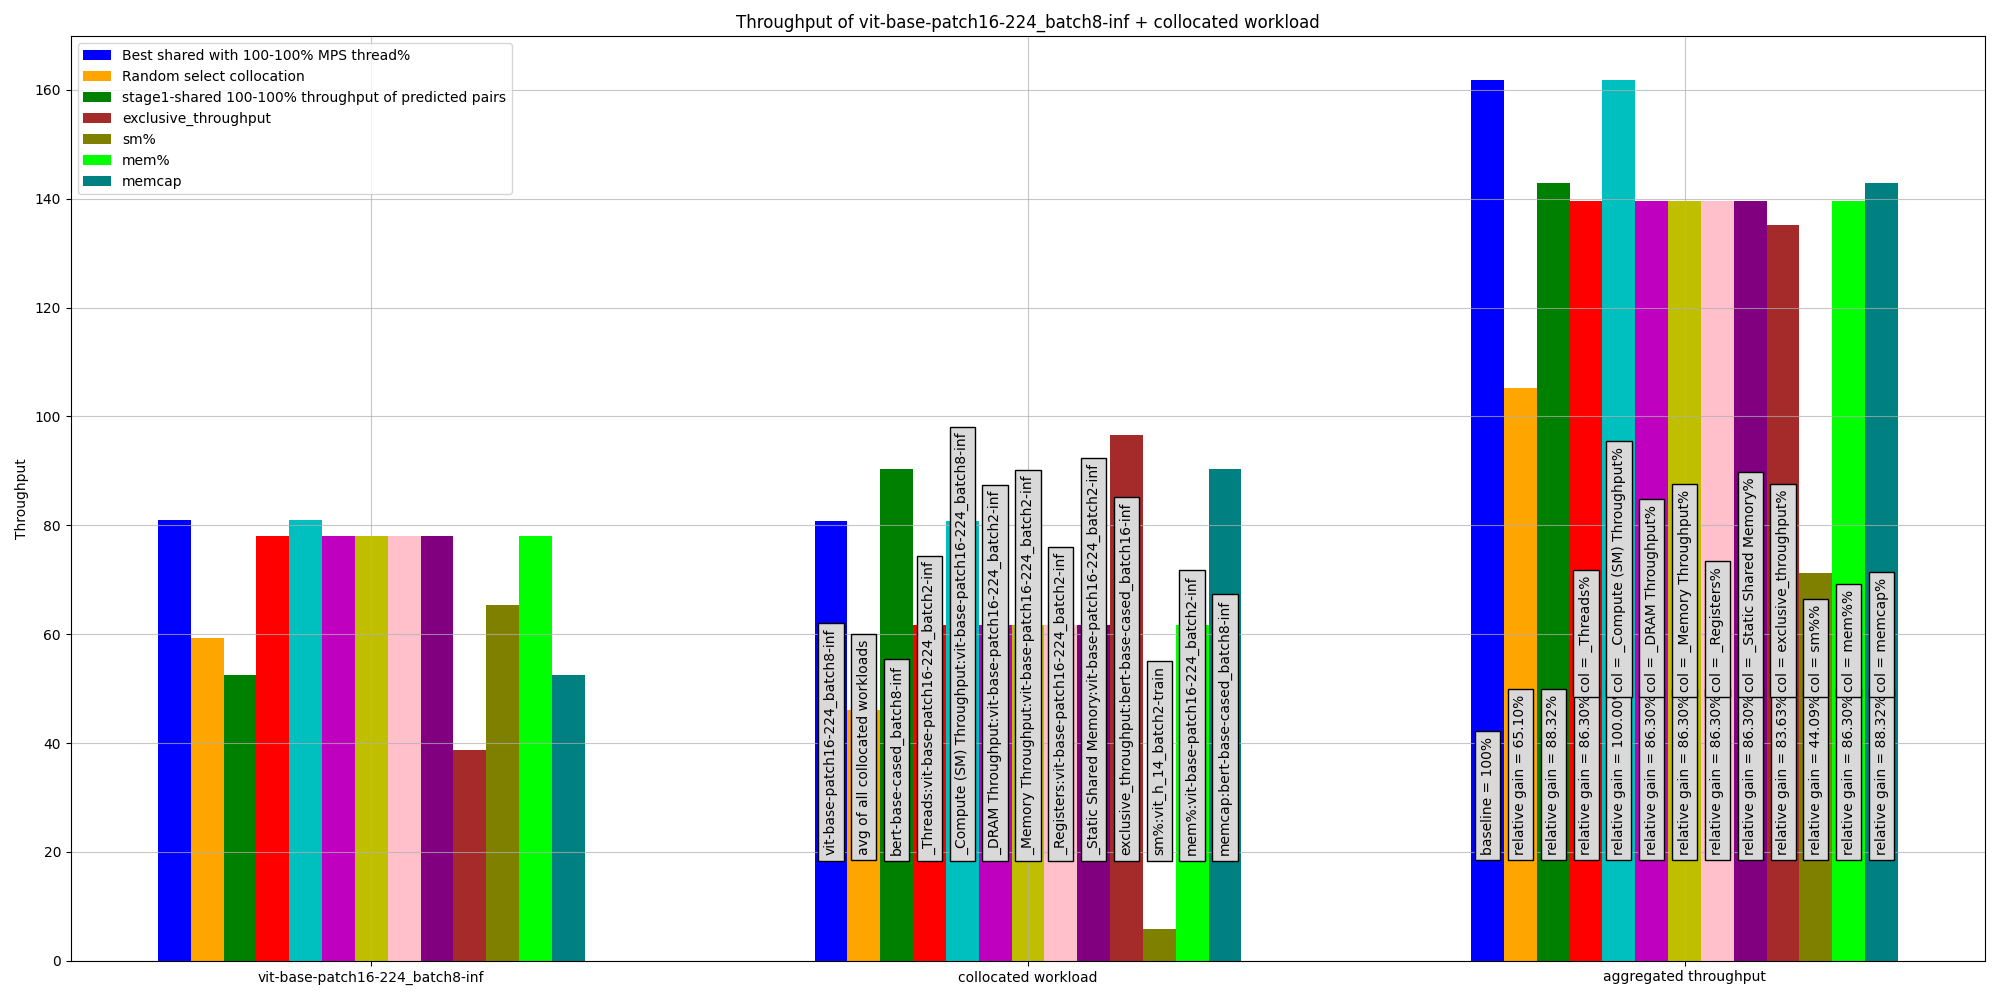 Throughput of vit-base-patch16-224_batch8-inf + collocated workload
Best shared with 100-100% MPS thread%
Random select collocation
stage1-shared 100-100% throughput of predicted pairs
exclusive_throughput
sm%
mem%
memcap
Throughput
160
140
120
100
80
60
40
20
0
vit-base-patch16-224_batch8-inf
avg of all collocated workloads
bert-base-cased_batch8-inf
_Threads:vit-base-patch16-224_batch2-inf
_Compute (SM) Throughput:vit-base-patch16-224_batch8-inf
_DRAM Throughput:vit-base-patch16-224_batch2-inf
_Memory Throughput:vit-base-patch16-224_batch2-inf
_Registers:vit-base-patch16-224_batch2-inf
_Static Shared Memory:vit-base-patch16-224_batch2-inf
exclusive_throughput:bert-base-cased_batch16-inf
sm%:vit_h_14_batch2-train
mem%:vit-base-patch16-224_batch2-inf
memcap:bert-base-cased_batch8-inf
baseline = 100%
relative gain = 65.10%
relative gain = 88.32%
relative gain = 86.30%
col = _Threads%
relative gain = 100.00
col = _Compute (SM) Throughput%
relative gain = 86.30%
col = _DRAM Throughput%
relative gain = 86.30%
col = _Memory Throughput%
relative gain = 86.30%
col = _Registers%
relative gain = 86.30%
col = _Static Shared Memory%
relative gain = 83.63%
col = exclusive_throughput%
relative gain = 44.09%
col = sm%%
relative gain = 86.30%
col = mem%%
relative gain = 88.32%
col = memcap%
vit-base-patch16-224_batch8-inf
collocated workload
aggregated throughput